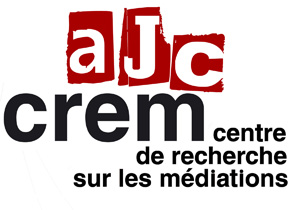 aJc
crem centre
de recherche
sur les médiations